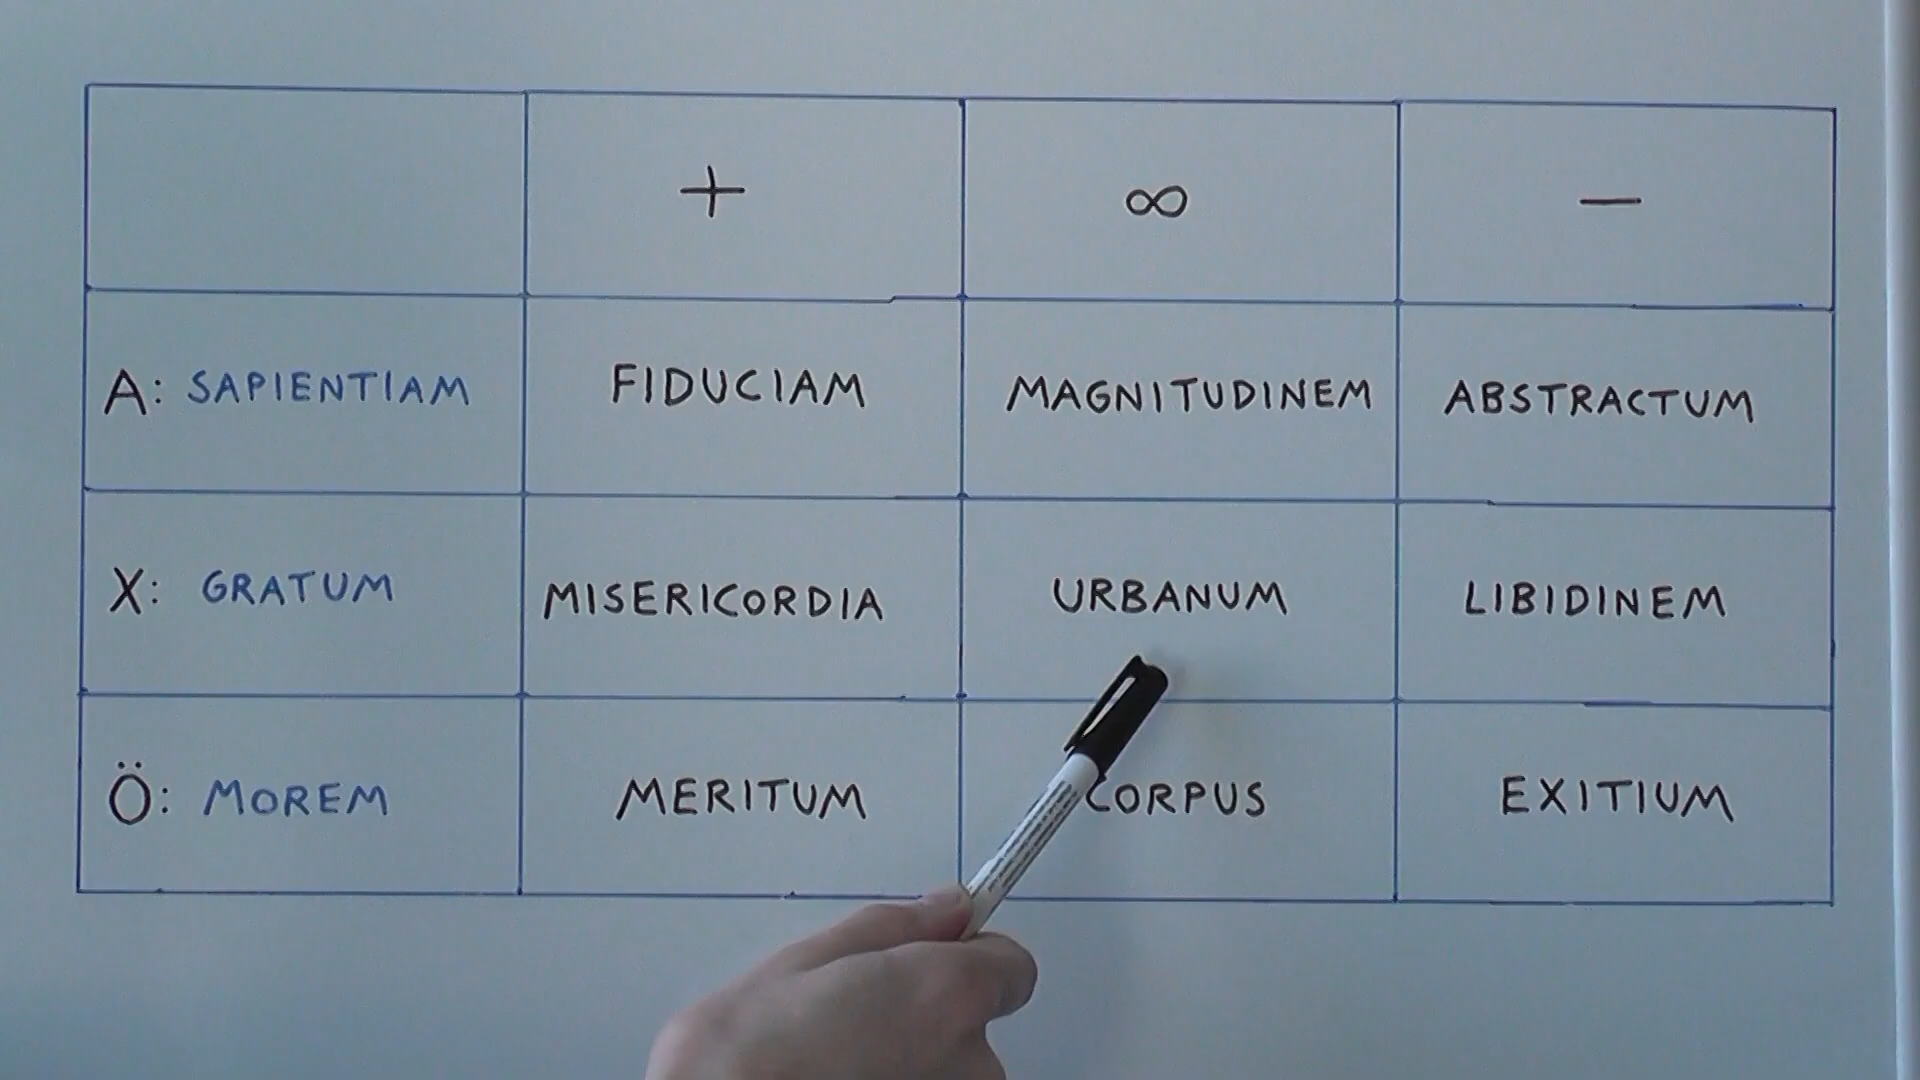 + ∞ —
A: SAPIENTIAM FIDUCIAM MAGNITUDINEM ABSTRACTUM
X: GRATUM MISERICORDIA URBANUM LIBIDINEM
Ö: MOREM MERITUM CORPUS EXITIUM